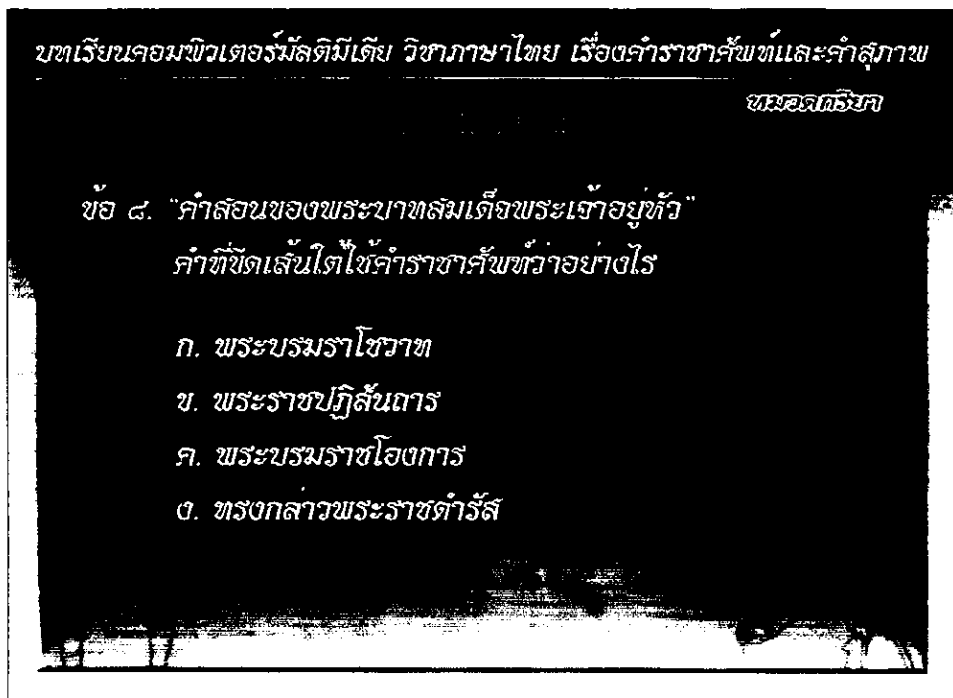 บทเรียนคอมพิวเตอร์มัลติมีเดีย วิชาภาษาไทย เรื่องคำราชาศัพท์และคำสุภาพ
หมวดกริยา
ข้อ ๘. "คำสอนของพระบาทสมเด็จพระเจ้าอยู่หัว"
คำที่ขีดเส้นใต้ใช้คำราชาศัพท์ว่าอย่างไร
ก. พระบรมราโชวาท
ข. พระราชปฏิสันถาร
ค. พระบรมราชโองการ
ง. ทรงกล่าวพระราชดำรัส